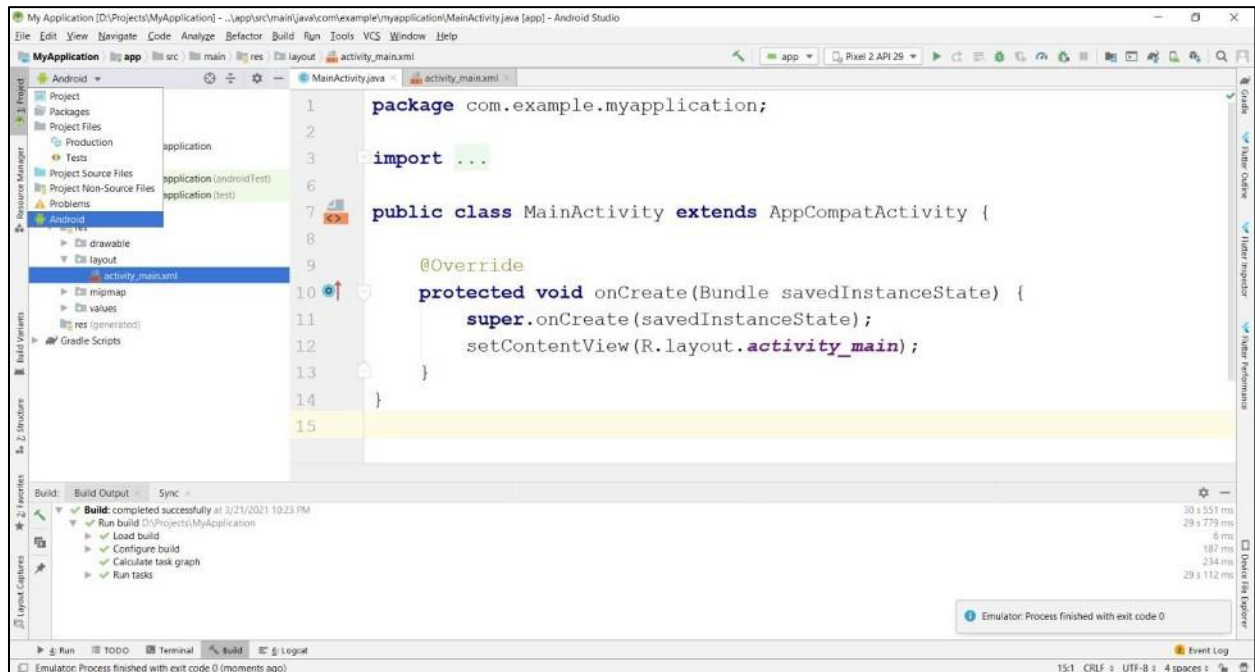 My Application [D:\Projects\MyApplication] - ...\app\src\main\java\com\example\myapplication\MainActivity.java [app] - Android Studio
File Edit View Navigate Code Analyze Refactor Build Run Tools VCS Window Help
MyApplication app src main res layout activity_main.xml app Pixel 2 API 29
Android MainActivity.java activity_main.xml
Project
Packages
Project Files
Production
Tests
Project Source Files
Project Non-Source Files
Problems
Android
application
application (androidTest)
application (test)
res
drawable
layout
activity_main.xml
mipmap
values
res (generated)
Gradle Scripts
1 package com.example.myapplication;
2
3 import ...
6
7 public class MainActivity extends AppCompatActivity {
8
9 @Override
10 protected void onCreate(Bundle savedInstanceState) {
11 super.onCreate(savedInstanceState);
12 setContentView(R.layout.activity_main);
13 }
14 }
15
1: Project
Resource Manager
Build Variants
Z: Structure
2: Favorites
Layout Captures
Gradle
Flutter Outline
Flutter Inspector
Flutter Performance
Device File Explorer
Build: Build Output Sync
Build: completed successfully at 3/21/2021 10:23 PM 30 s 551 ms
Run build D:\Projects\MyApplication 29 s 779 ms
Load build 6 ms
Configure build 187 ms
Calculate task graph 234 ms
Run tasks 29 s 112 ms
Emulator: Process finished with exit code 0
4: Run TODO Terminal Build 6: Logcat Event Log
Emulator: Process finished with exit code 0 (moments ago) 15:1 CRLF UTF-8 4 spaces